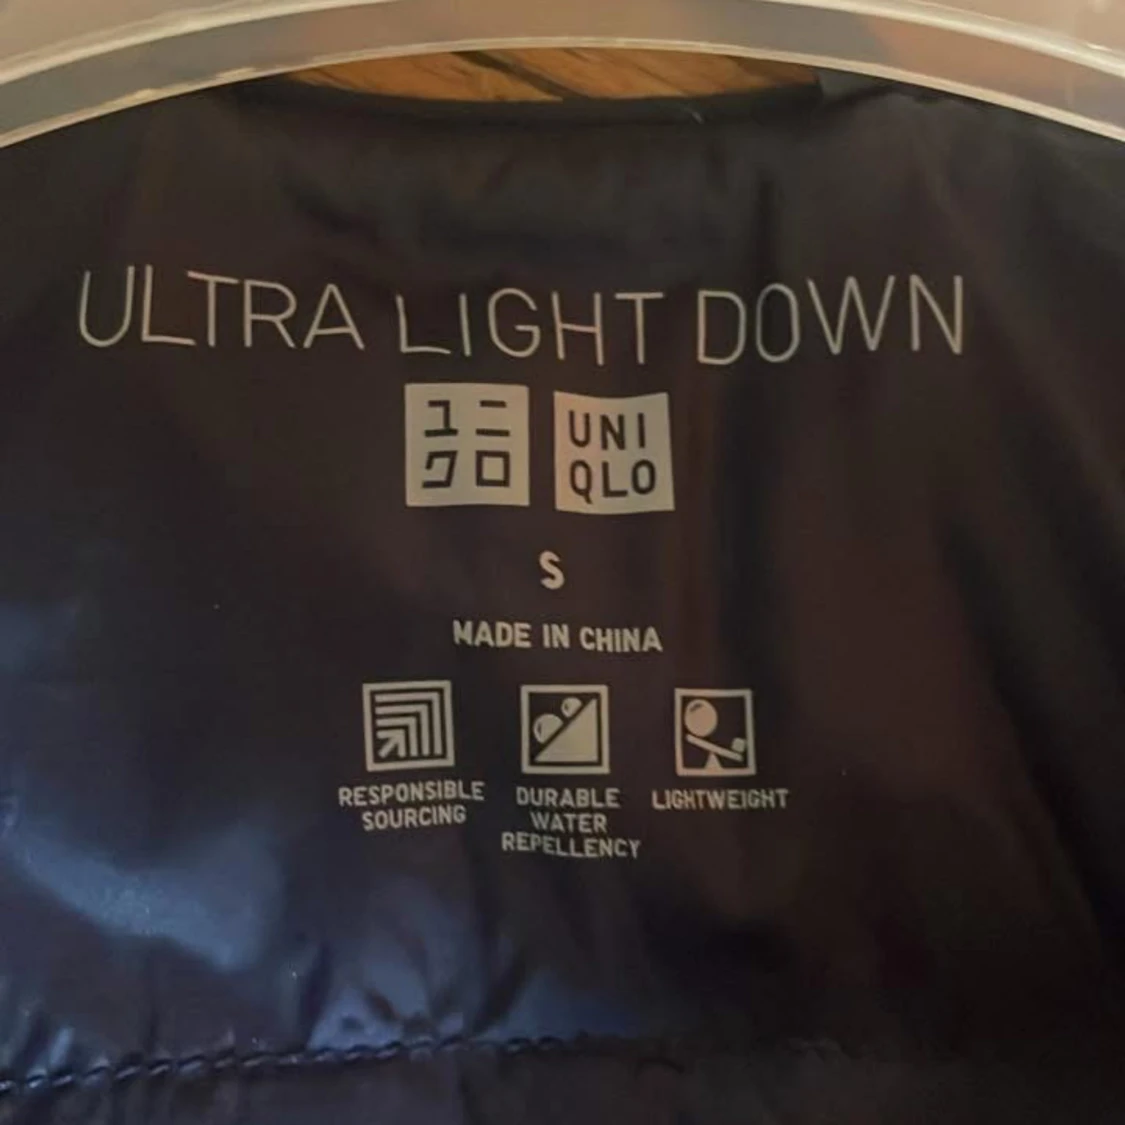 ULTRA LIGHT DOWN
ユニ
クロ
UNI
QLO
S
MADE IN CHINA
RESPONSIBLE
SOURCING
DURABLE
WATER
REPELLENCY
LIGHTWEIGHT